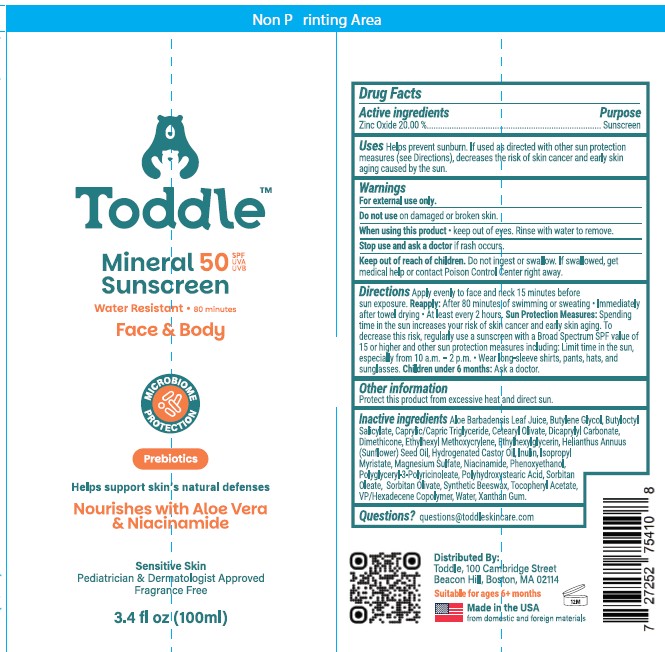 Non P rinting Area
Toddle™
Mineral 50 SPF UVA UVB
Sunscreen
Water Resistant • 80 minutes
Face & Body
MICROBIOME PROTECTION
Prebiotics
Helps support skin's natural defenses
Nourishes with Aloe Vera
& Niacinamide
Sensitive Skin
Pediatrician & Dermatologist Approved
Fragrance Free
3.4 fl oz (100ml)
Drug Facts
Active ingredients Purpose
Zinc Oxide 20.00 %.......................................................... Sunscreen
Uses Helps prevent sunburn. If used as directed with other sun protection
measures (see Directions), decreases the risk of skin cancer and early skin
aging caused by the sun.
Warnings
For external use only.
Do not use on damaged or broken skin.
When using this product • keep out of eyes. Rinse with water to remove.
Stop use and ask a doctor if rash occurs.
Keep out of reach of children. Do not ingest or swallow. If swallowed, get
medical help or contact Poison Control Center right away.
Directions Apply evenly to face and neck 15 minutes before
sun exposure. Reapply: After 80 minutes of swimming or sweating • Immediately
after towel drying • At least every 2 hours. Sun Protection Measures: Spending
time in the sun increases your risk of skin cancer and early skin aging. To
decrease this risk, regularly use a sunscreen with a Broad Spectrum SPF value of
15 or higher and other sun protection measures including: Limit time in the sun,
especially from 10 a.m. – 2 p.m. • Wear long–sleeve shirts, pants, hats, and
sunglasses. Children under 6 months: Ask a doctor.
Other information
Protect this product from excessive heat and direct sun.
Inactive ingredients Aloe Barbadensis Leaf Juice, Butylene Glycol, Butyloctyl
Salicylate, Caprylic/Capric Triglyceride, Cetearyl Olivate, Dicaprylyl Carbonate,
Dimethicone, Ethylhexyl Methoxycrylene, Ethylhexylglycerin, Helianthus Annuus
(Sunflower) Seed Oil, Hydrogenated Castor Oil, Inulin, Isopropyl
Myristate, Magnesium Sulfate, Niacinamide, Phenoxyethanol,
Polyglyceryl-3-Polyricinoleate, Polyhydroxystearic Acid, Sorbitan
Oleate, Sorbitan Olivate, Synthetic Beeswax, Tocopheryl Acetate,
VP/Hexadecene Copolymer, Water, Xanthan Gum.
Questions? questions@toddleskincare.com
Distributed By:
Toddle, 100 Cambridge Street
Beacon Hill, Boston, MA 02114
Suitable for ages 6+ months
12M
Made in the USA
from domestic and foreign materials
7 27252 75410 8